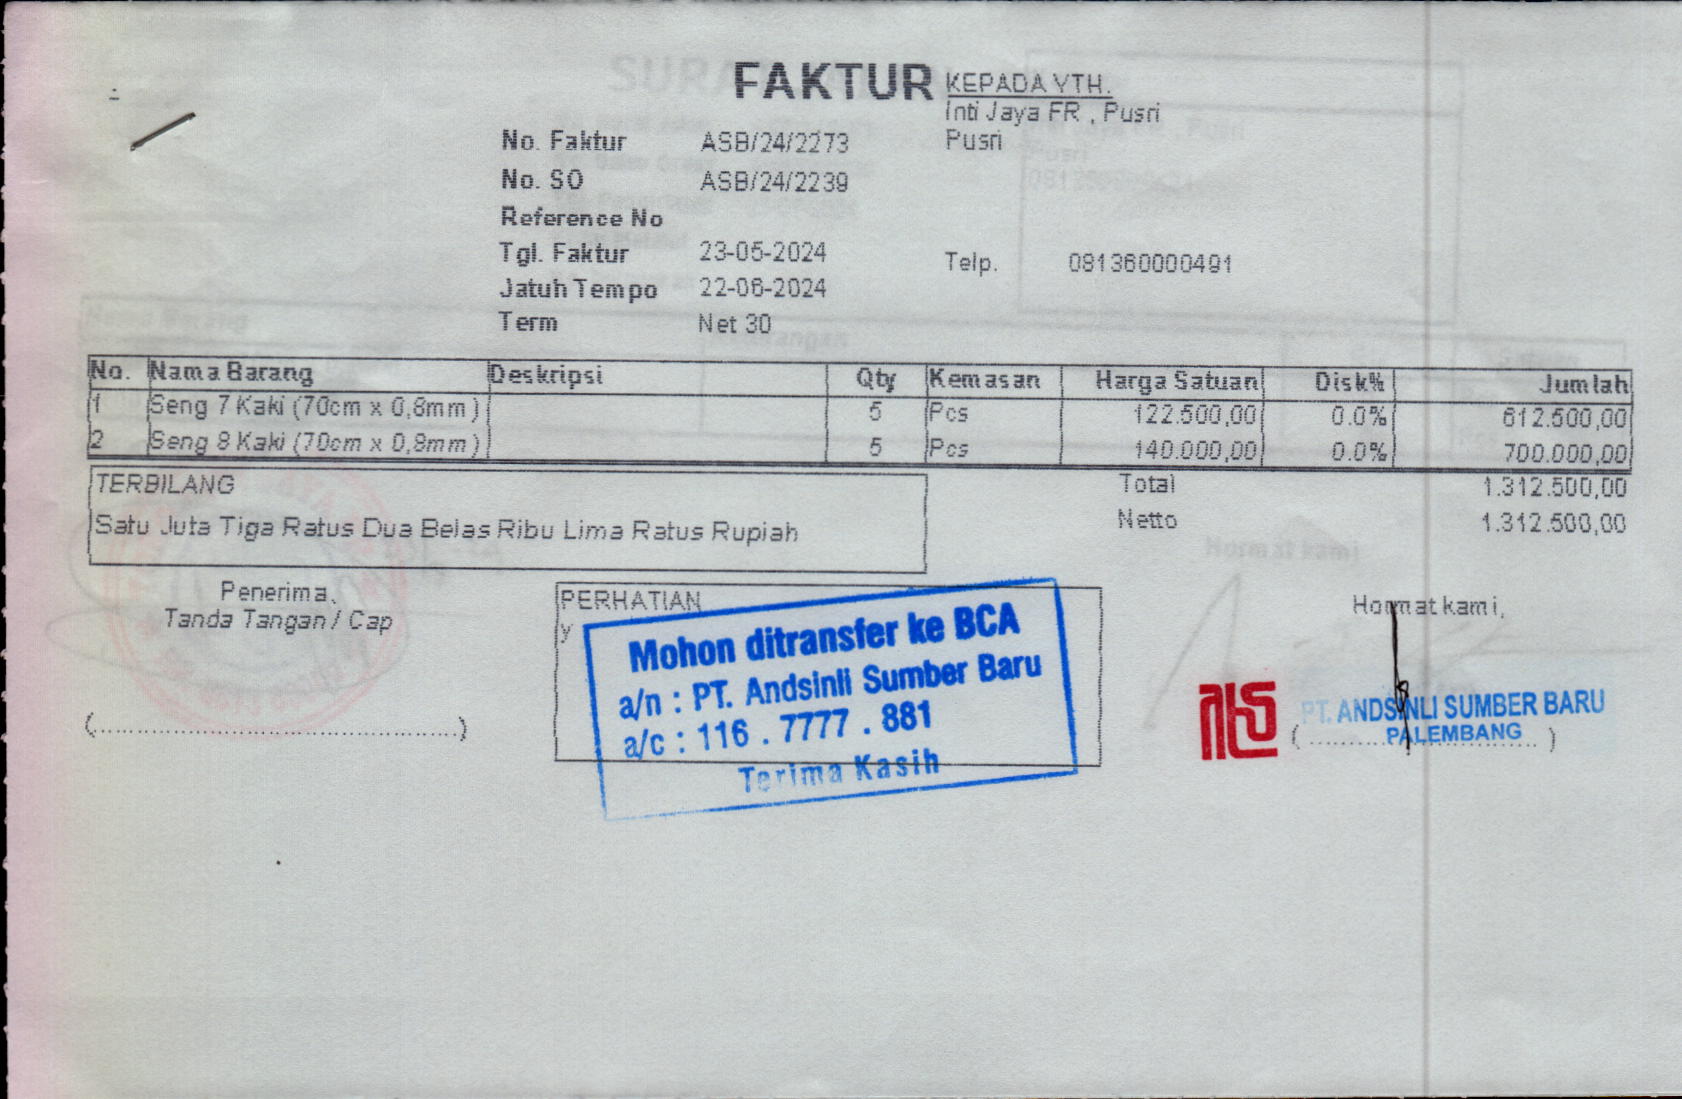 FAKTUR
KEPADA YTH.
Inti Jaya FR , Pusri
Pusri
No. Faktur ASB/24/2273
No. SO ASB/24/2239
Reference No
Tgl. Faktur 23-05-2024
Jatuh Tempo 22-06-2024
Term Net 30
Telp. 081360000491
No. Nama Barang Deskripsi Qty Kemasan Harga Satuan Disk% Jumlah
1 Seng 7 Kaki (70cm x 0,8mm) 5 Pcs 122.500,00 0.0% 612.500,00
2 Seng 8 Kaki (70cm x 0,8mm) 5 Pcs 140.000,00 0.0% 700.000,00
TERBILANG
Satu Juta Tiga Ratus Dua Belas Ribu Lima Ratus Rupiah
Total 1.312.500,00
Netto 1.312.500,00
Penerima,
Tanda Tangan / Cap
(..........................................)
PERHATIAN
y
Mohon ditransfer ke BCA
a/n : PT. Andsinli Sumber Baru
a/c : 116 . 7777 . 881
Terima Kasih
Hormat kami,
PT. ANDSINLI SUMBER BARU
PALEMBANG